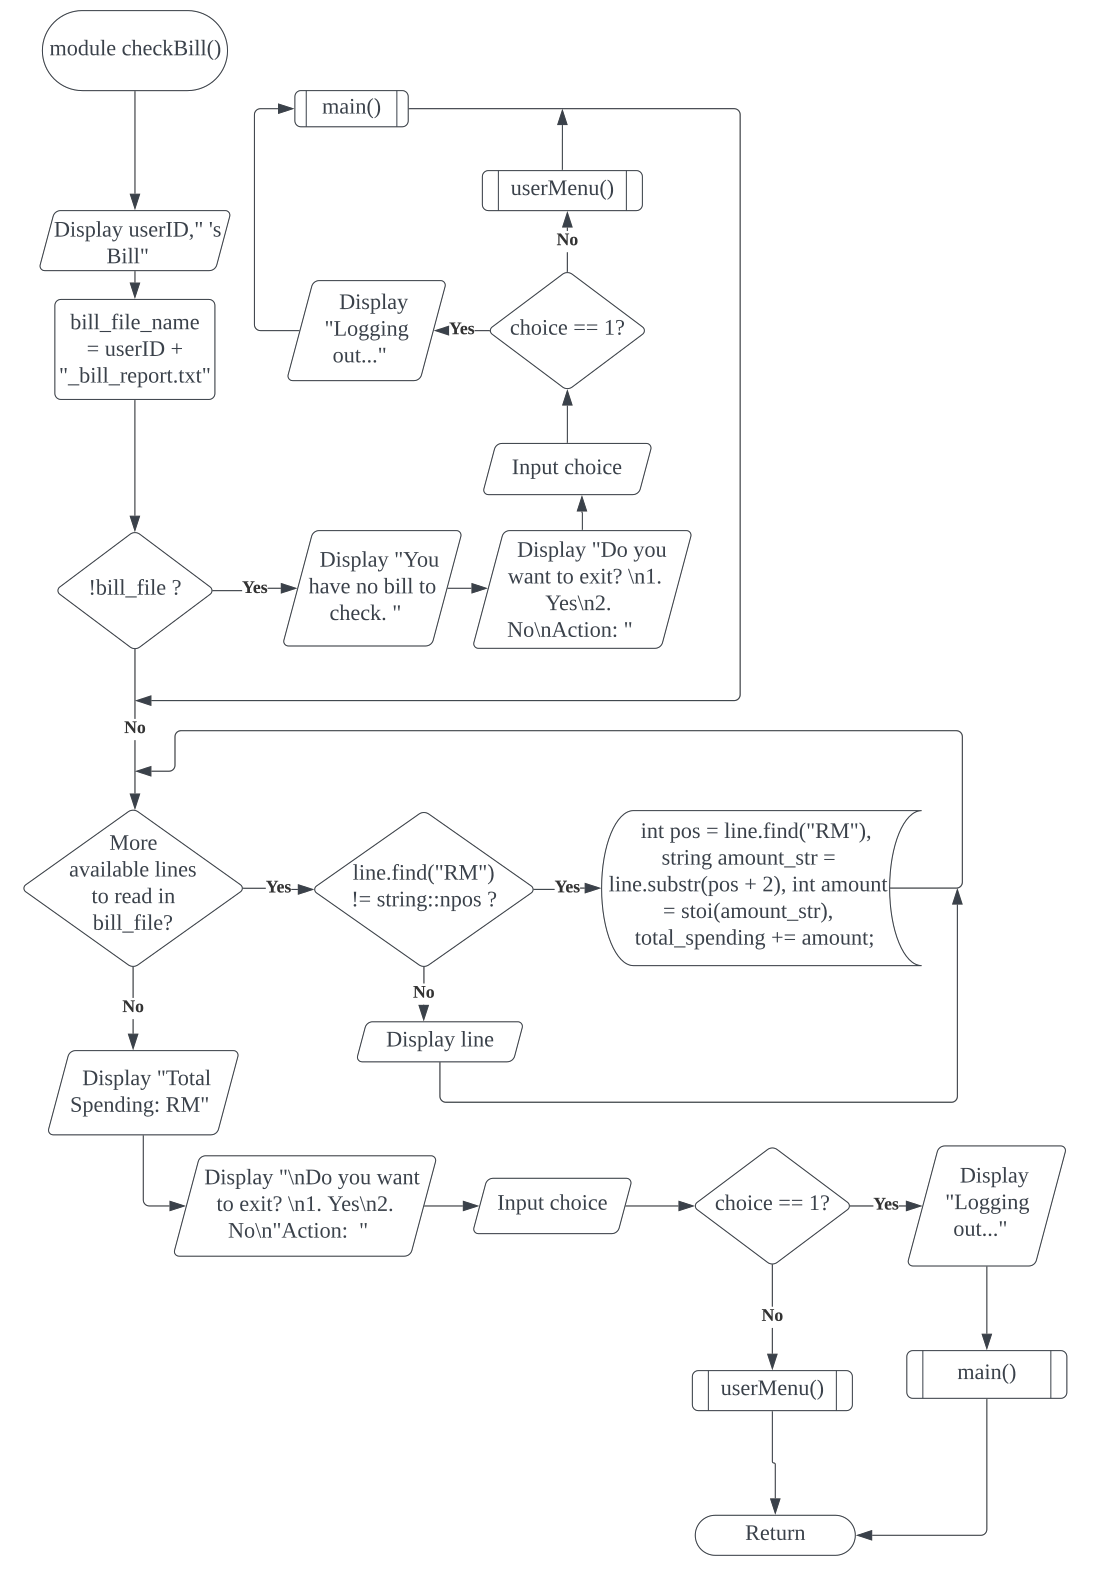 module checkBill()
main()
userMenu()
Display userID," 's
Bill"
No
bill_file_name
= userID +
"_bill_report.txt"
Display
"Logging
out..."
Yes
choice == 1?
Input choice
!bill_file ?
Yes
Display "You
have no bill to
check. "
Display "Do you
want to exit? \n1.
Yes\n2.
No\nAction: "
No
More
available lines
to read in
bill_file?
Yes
line.find("RM")
!= string::npos ?
Yes
int pos = line.find("RM"),
string amount_str =
line.substr(pos + 2), int amount
= stoi(amount_str),
total_spending += amount;
No
No
Display line
Display "Total
Spending: RM"
Display "\nDo you want
to exit? \n1. Yes\n2.
No\n"Action:  "
Input choice
choice == 1?
Yes
Display
"Logging
out..."
No
userMenu()
main()
Return